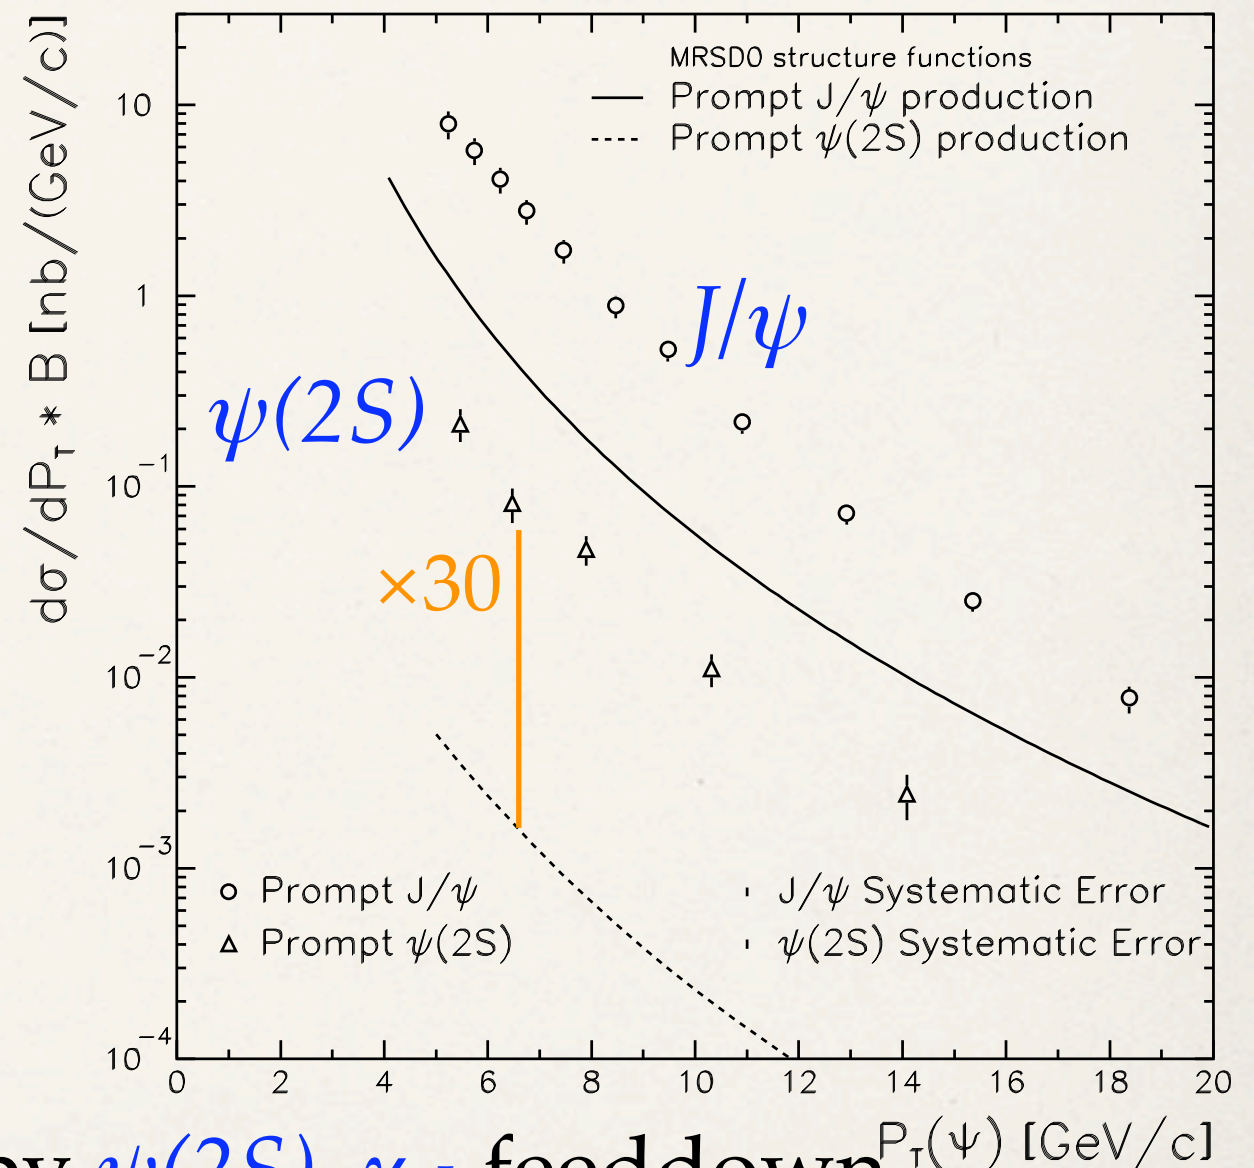 dσ/dP_T * B [nb/(GeV/c)]
10
1
10^-1
10^-2
10^-3
10^-4
MRSD0 structure functions
Prompt J/ψ production
Prompt ψ(2S) production
J/ψ
ψ(2S)
×30
Prompt J/ψ
Prompt ψ(2S)
J/ψ Systematic Error
ψ(2S) Systematic Error
0 2 4 6 8 10 12 14 16 18 20
P_T(ψ) [GeV/c]
ψ(2S), feeddown